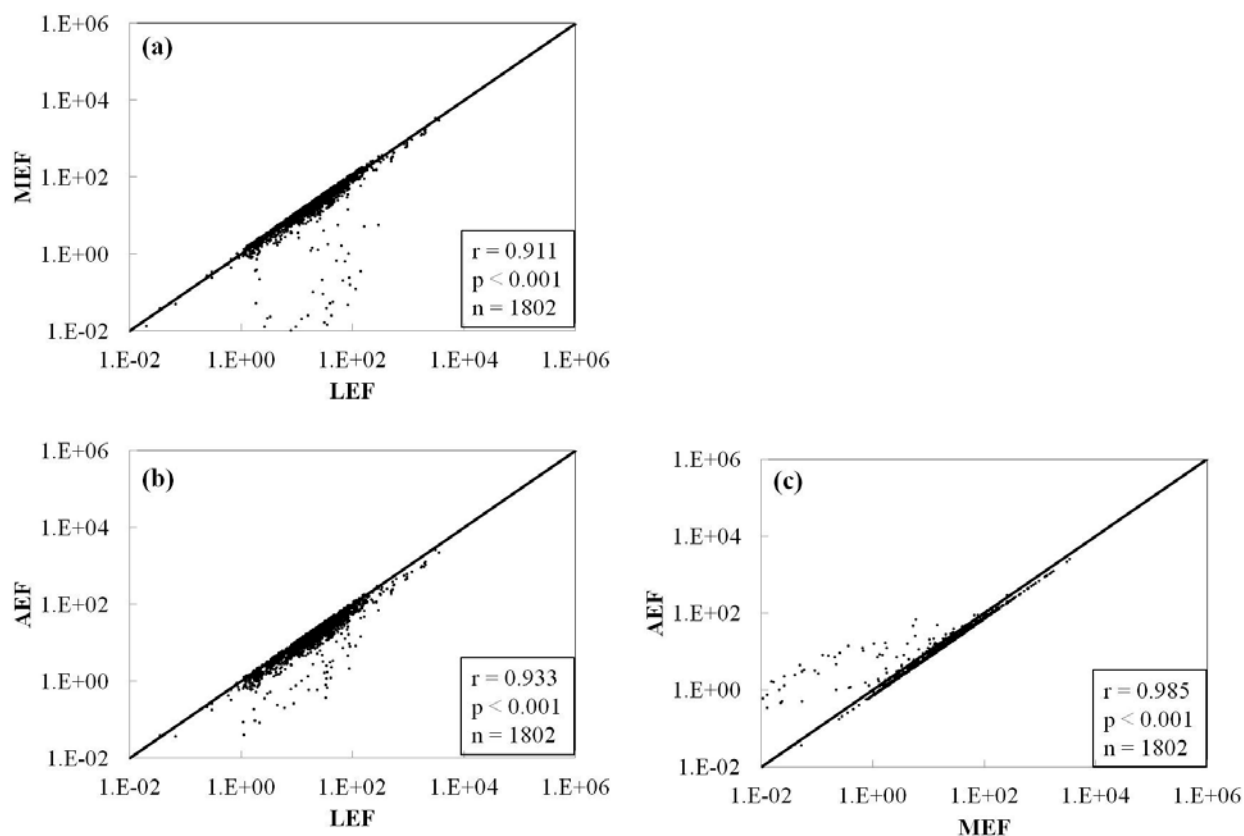 (a)
1.E+06
1.E+04
1.E+02
1.E+00
1.E-02
MEF
r = 0.911
p < 0.001
n = 1802
1.E-02 1.E+00 1.E+02 1.E+04 1.E+06
LEF
(b)
1.E+06
1.E+04
1.E+02
1.E+00
1.E-02
AEF
r = 0.933
p < 0.001
n = 1802
1.E-02 1.E+00 1.E+02 1.E+04 1.E+06
LEF
(c)
1.E+06
1.E+04
1.E+02
1.E+00
1.E-02
AEF
r = 0.985
p < 0.001
n = 1802
1.E-02 1.E+00 1.E+02 1.E+04 1.E+06
MEF